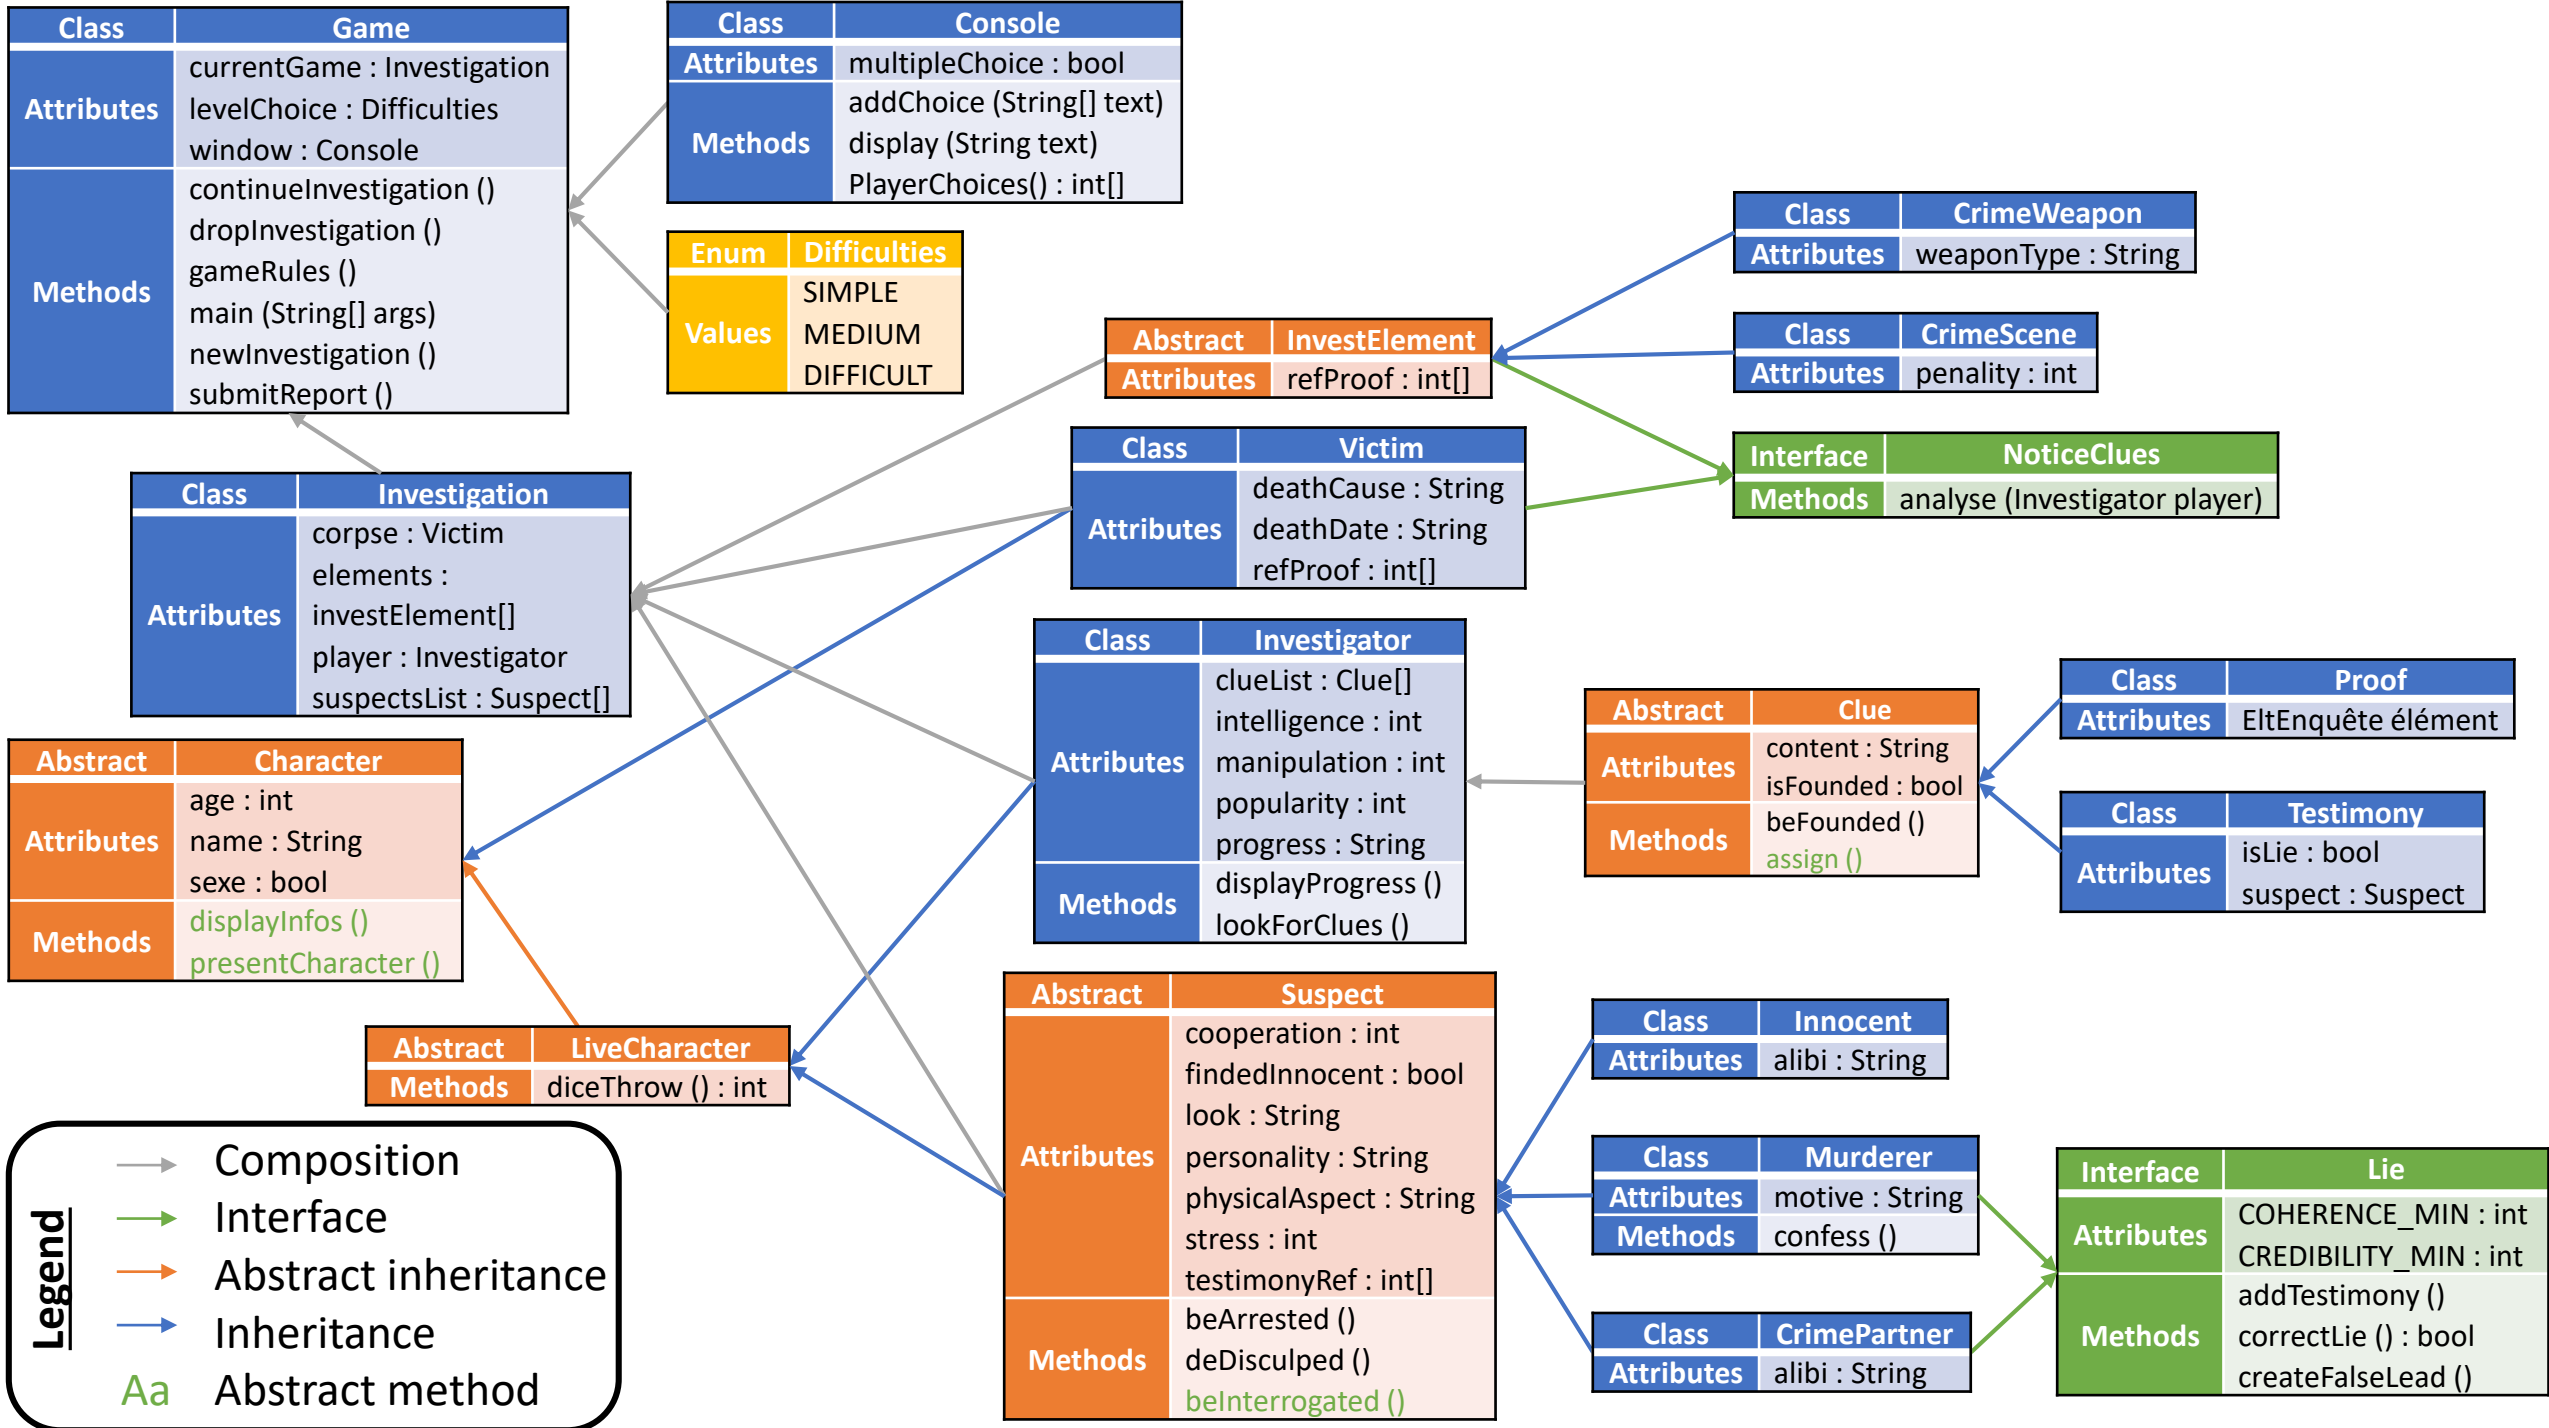 Class Game
Attributes
currentGame : Investigation
levelChoice : Difficulties
window : Console
Methods
continueInvestigation ()
dropInvestigation ()
gameRules ()
main (String[] args)
newInvestigation ()
submitReport ()
Class Console
Attributes multipleChoice : bool
Methods
addChoice (String[] text)
display (String text)
PlayerChoices() : int[]
Enum Difficulties
Values
SIMPLE
MEDIUM
DIFFICULT
Class CrimeWeapon
Attributes weaponType : String
Class CrimeScene
Attributes penality : int
Abstract InvestElement
Attributes refProof : int[]
Interface NoticeClues
Methods analyse (Investigator player)
Class Victim
Attributes
deathCause : String
deathDate : String
refProof : int[]
Class Investigation
Attributes
corpse : Victim
elements :
investElement[]
player : Investigator
suspectsList : Suspect[]
Class Investigator
Attributes
clueList : Clue[]
intelligence : int
manipulation : int
popularity : int
progress : String
Methods
displayProgress ()
lookForClues ()
Abstract Clue
Attributes
content : String
isFounded : bool
Methods
beFounded ()
assign ()
Class Proof
Attributes EltEnquête élément
Class Testimony
Attributes
isLie : bool
suspect : Suspect
Abstract Character
Attributes
age : int
name : String
sexe : bool
Methods
displayInfos ()
presentCharacter ()
Abstract LiveCharacter
Methods diceThrow () : int
Abstract Suspect
Attributes
cooperation : int
findedInnocent : bool
look : String
personality : String
physicalAspect : String
stress : int
testimonyRef : int[]
Methods
beArrested ()
deDisculped ()
beInterrogated ()
Class Innocent
Attributes alibi : String
Class Murderer
Attributes motive : String
Methods confess ()
Class CrimePartner
Attributes alibi : String
Interface Lie
Attributes
COHERENCE_MIN : int
CREDIBILITY_MIN : int
Methods
addTestimony ()
correctLie () : bool
createFalseLead ()
Legend
Composition
Interface
Abstract inheritance
Inheritance
Aa Abstract method